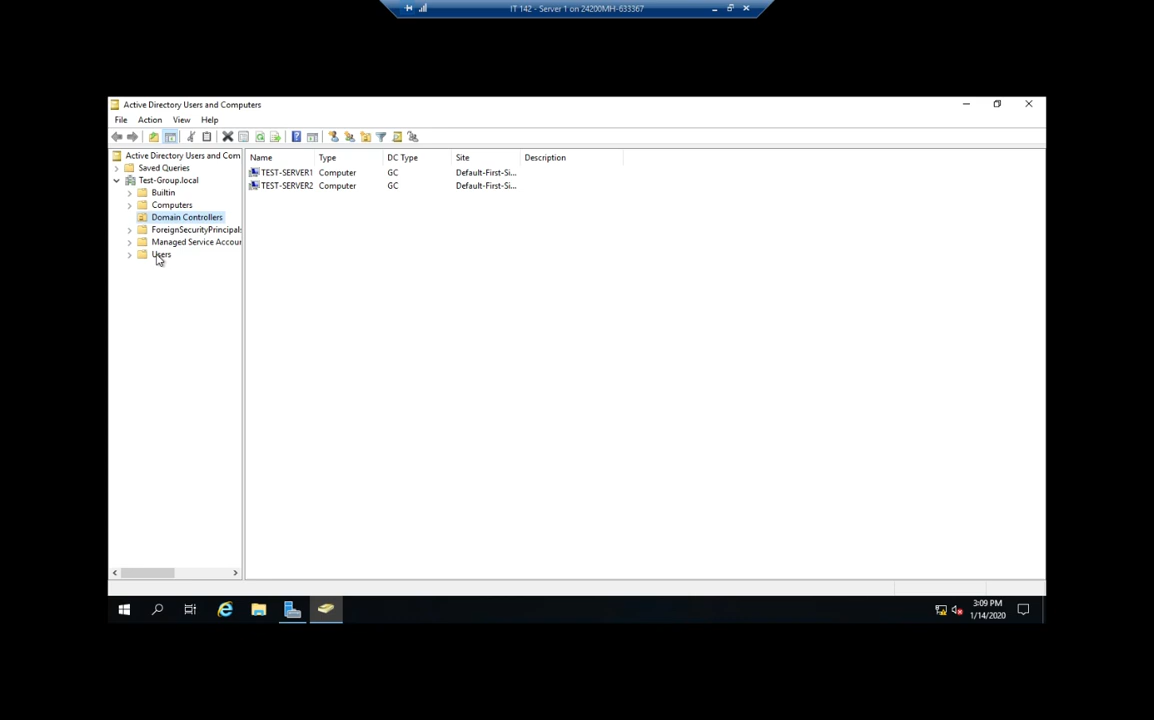 IT 142 - Server 1 on 24200MH-633367
Active Directory Users and Computers
File Action View Help
Active Directory Users and Com
Saved Queries
Test-Group.local
Builtin
Computers
Domain Controllers
ForeignSecurityPrincipals
Managed Service Accour
Users
Name Type DC Type Site Description
TEST-SERVER1 Computer GC Default-First-Si...
TEST-SERVER2 Computer GC Default-First-Si...
3:09 PM
1/14/2020